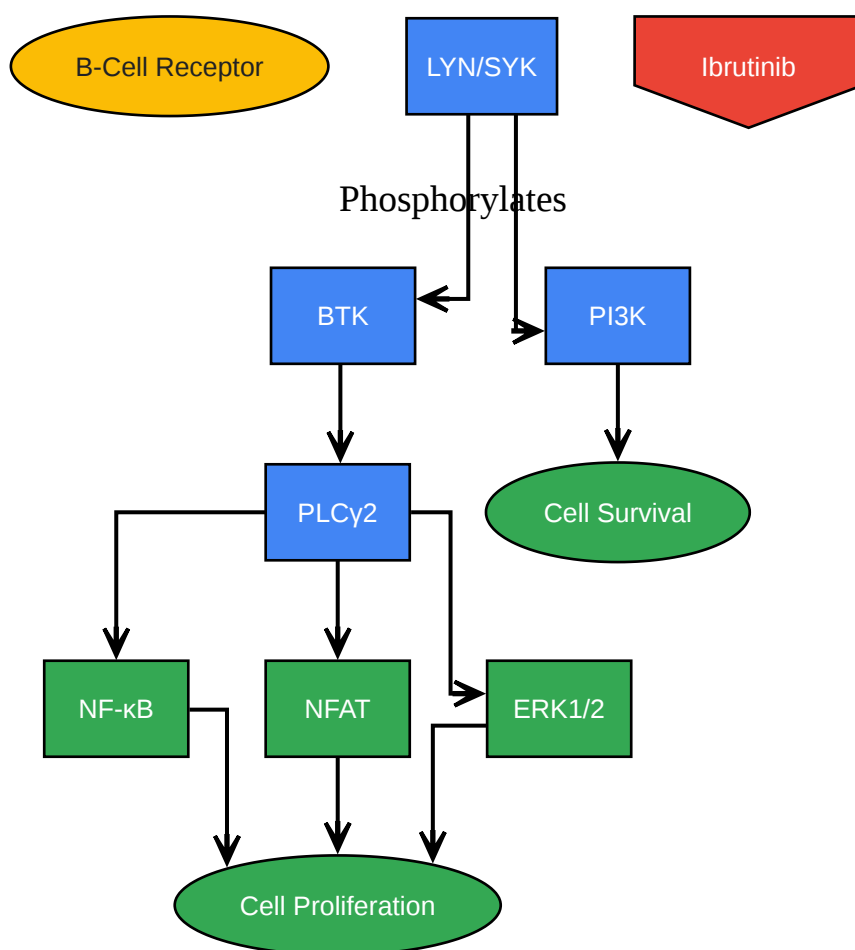 B-Cell Receptor
LYN/SYK
Ibrutinib
Phosphorylates
BTK
PI3K
PLCγ2
Cell Survival
NF-κB
NFAT
ERK1/2
Cell Proliferation